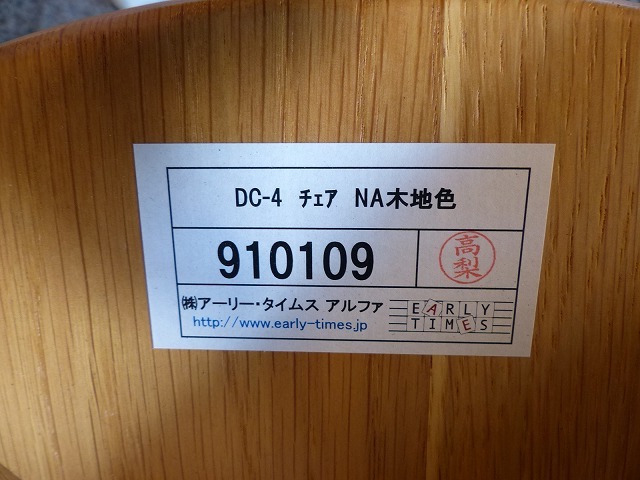 DC-4 ﾁｪｱ NA木地色
910109
高梨
㈱アーリー・タイムス アルファ
http://www.early-times.jp
EARLY
TIMES